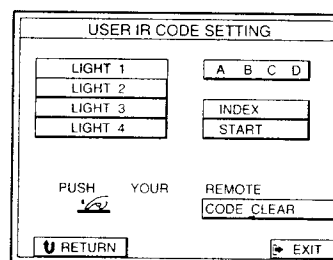 USER IR CODE SETTING
LIGHT 1
A B C D
LIGHT 2
LIGHT 3
INDEX
LIGHT 4
START
PUSH YOUR REMOTE
CODE CLEAR
RETURN
EXIT